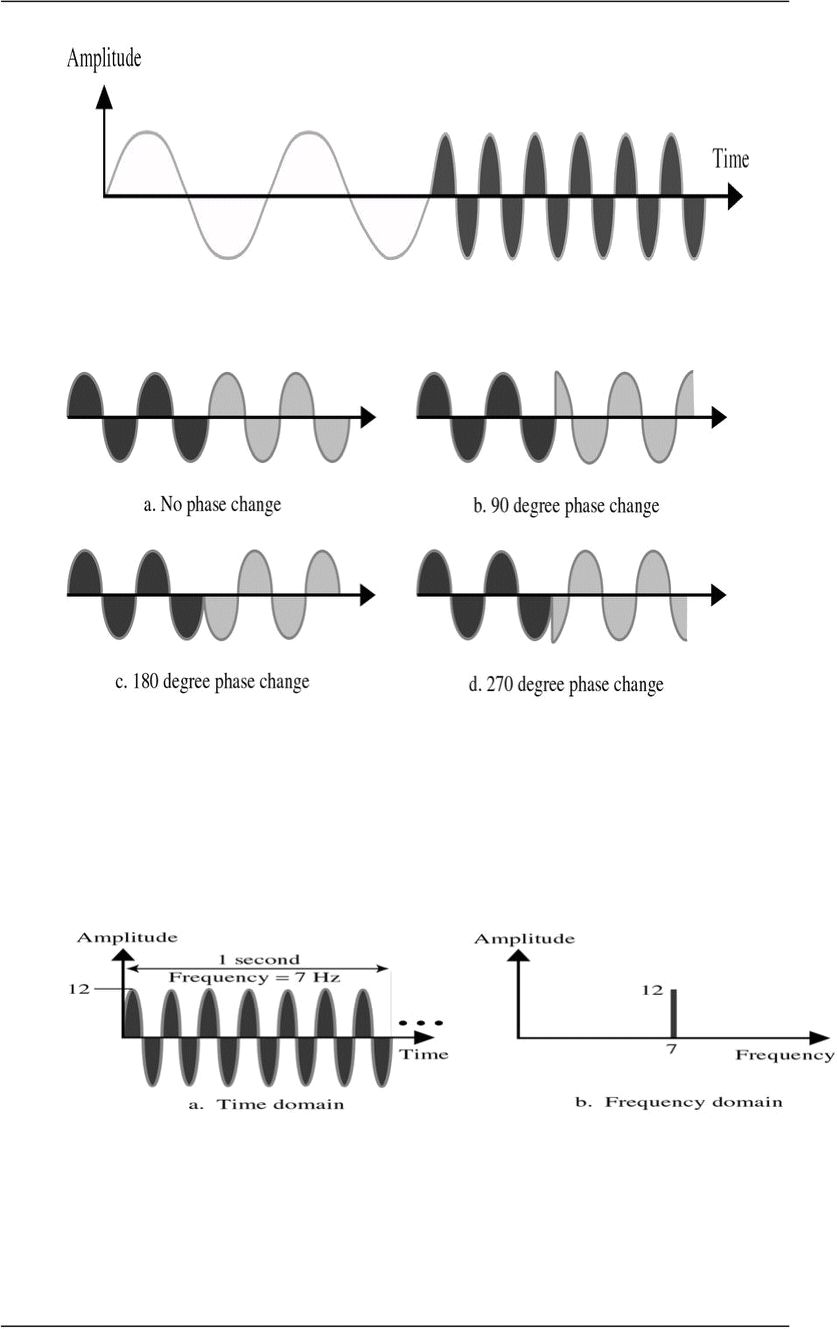 Amplitude
Time
a. No phase change
b. 90 degree phase change
c. 180 degree phase change
d. 270 degree phase change
Amplitude
1 second
Frequency = 7 Hz
12
Time
a. Time domain
Amplitude
12
7
Frequency
b. Frequency domain